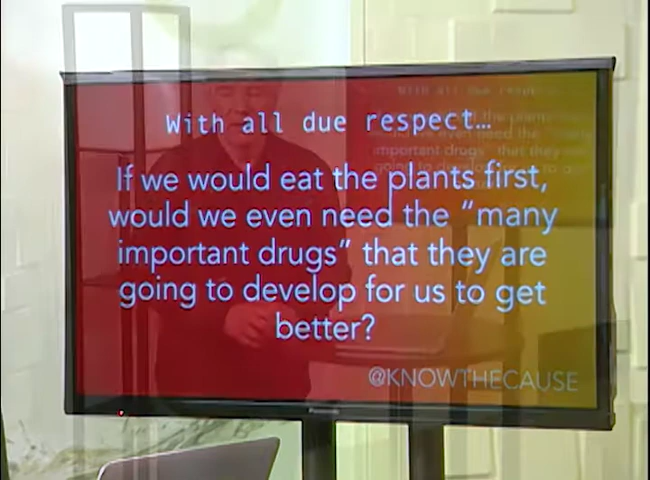 With all due respect…
If we would eat the plants first,
would we even need the “many
important drugs” that they are
going to develop for us to get
better?
@KNOWTHECAUSE